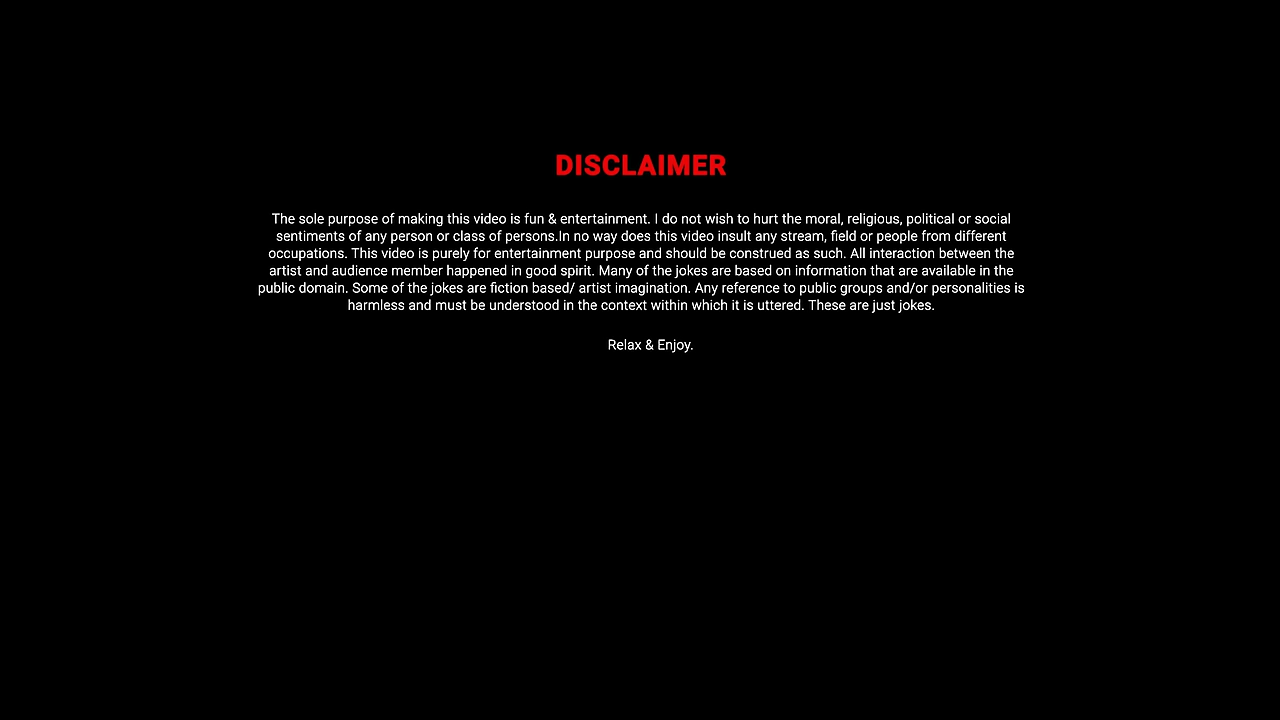 DISCLAIMER
The sole purpose of making this video is fun & entertainment. I do not wish to hurt the moral, religious, political or social
sentiments of any person or class of persons.In no way does this video insult any stream, field or people from different
occupations. This video is purely for entertainment purpose and should be construed as such. All interaction between the
artist and audience member happened in good spirit. Many of the jokes are based on information that are available in the
public domain. Some of the jokes are fiction based/ artist imagination. Any reference to public groups and/or personalities is
harmless and must be understood in the context within which it is uttered. These are just jokes.
Relax & Enjoy.